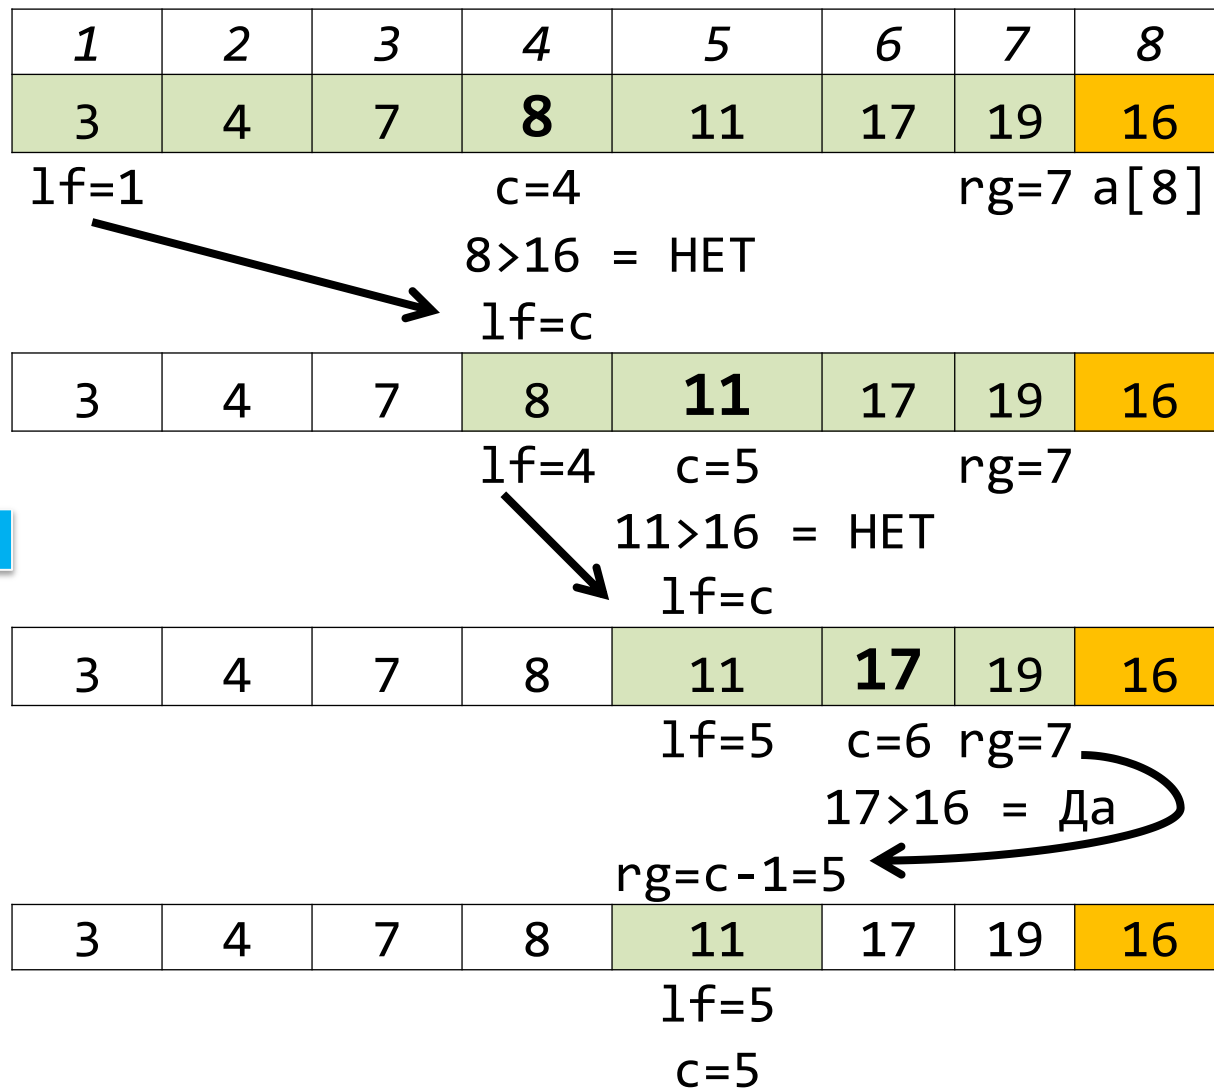 1 2 3 4 5 6 7 8
3 4 7 8 11 17 19 16
lf=1 c=4 rg=7 a[8]
8>16 = НЕТ
lf=c
3 4 7 8 11 17 19 16
lf=4 c=5 rg=7
11>16 = НЕТ
lf=c
3 4 7 8 11 17 19 16
lf=5 c=6 rg=7
17>16 = Да
rg=c-1=5
3 4 7 8 11 17 19 16
lf=5
c=5